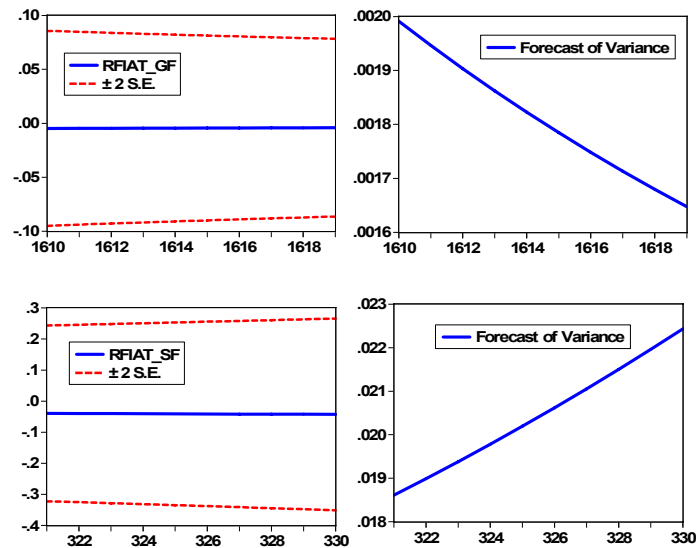 .10
.05
.00
-.05
-.10
RFIAT_GF
± 2 S.E.
1610 1612 1614 1616 1618
.0020
.0019
.0018
.0017
.0016
Forecast of Variance
1610 1612 1614 1616 1618
.3
.2
.1
.0
-.1
-.2
-.3
-.4
RFIAT_SF
± 2 S.E.
322 324 326 328 330
.023
.022
.021
.020
.019
.018
Forecast of Variance
322 324 326 328 330